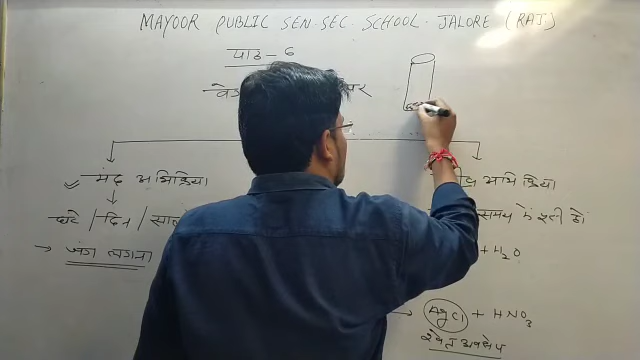 MAYOOR PUBLIC SEN. SEC. SCHOOL. JALORE (RAJ)
पाठ - 6
मंद अभिक्रिया
अभिक्रिया
घंटे / दिन / साल
समय में होती हो
→ जंग लगना
+ H2O
→ AgCl + HNO3
श्वेत अवक्षेप